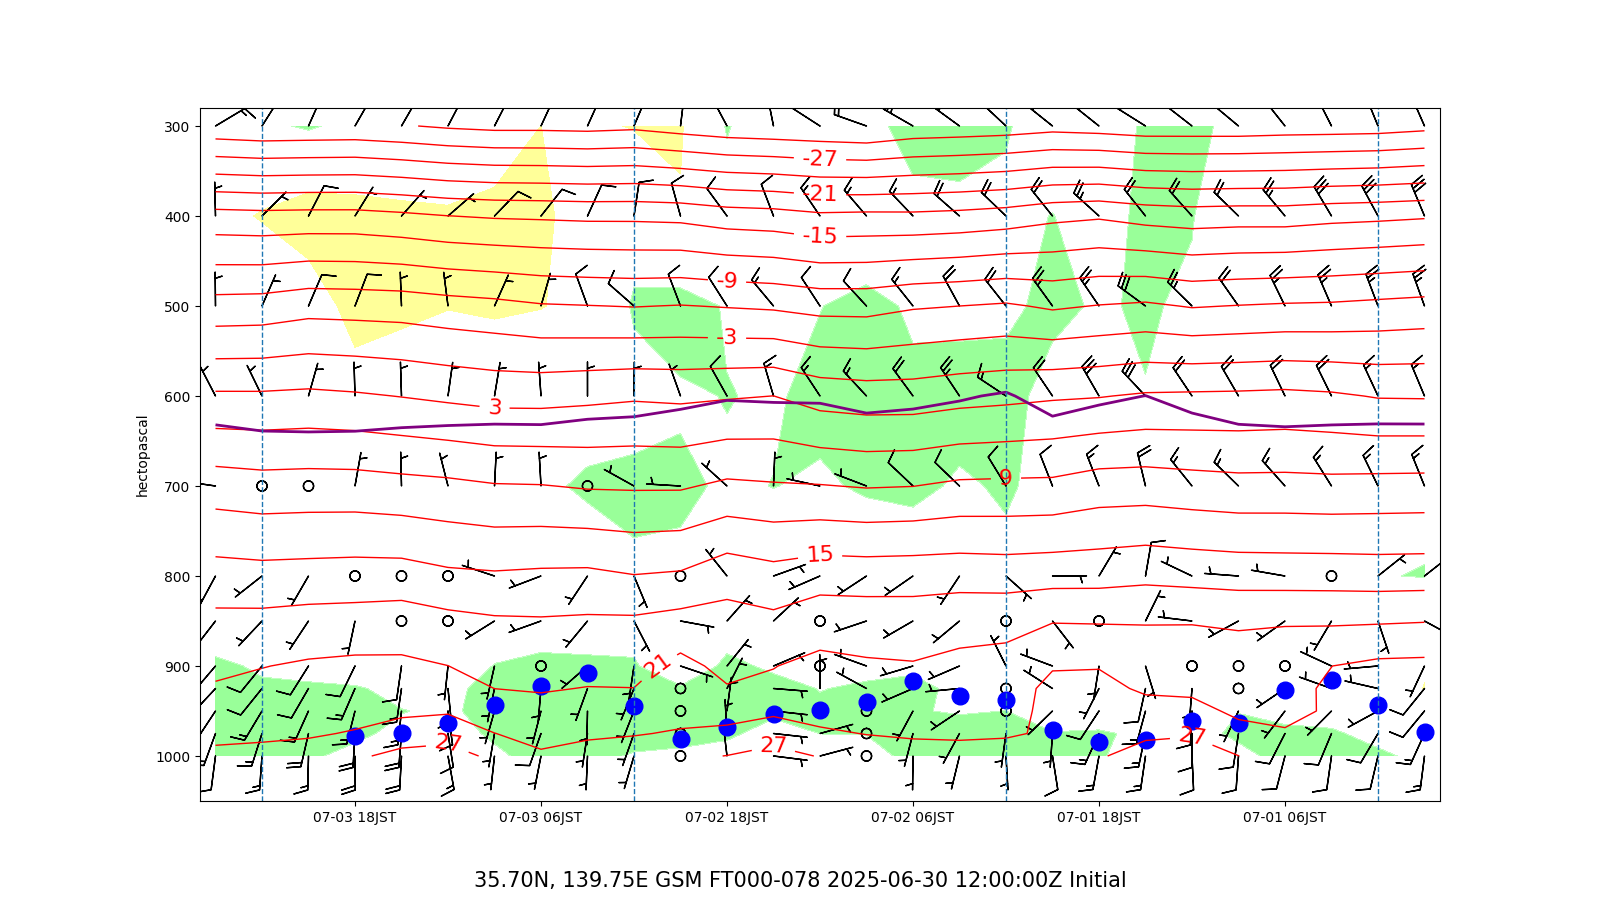 300
400
500
600
700
800
900
1000
hectopascal
-27
-21
-15
-9
-3
3
9
15
21
27
27
27
07-03 18JST
07-03 06JST
07-02 18JST
07-02 06JST
07-01 18JST
07-01 06JST
35.70N, 139.75E GSM FT000-078 2025-06-30 12:00:00Z Initial